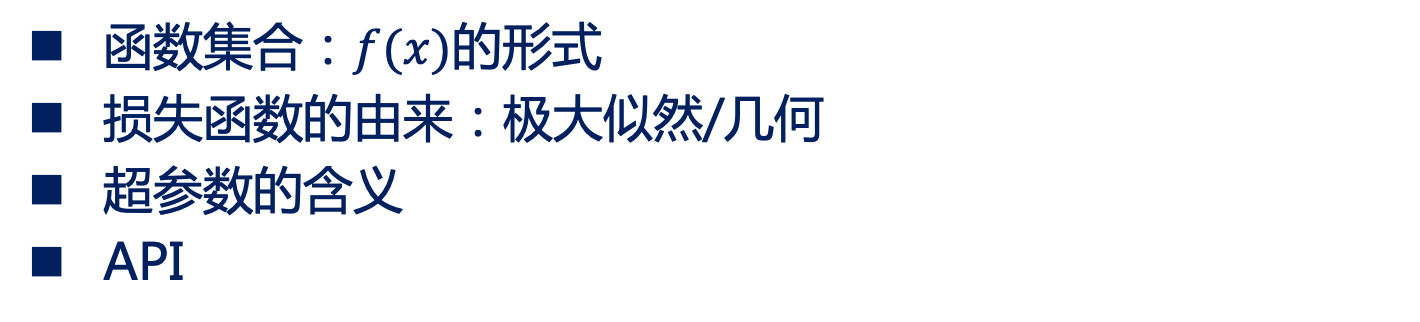 ■ 函数集合：f(x)的形式
■ 损失函数的由来：极大似然/几何
■ 超参数的含义
■ API